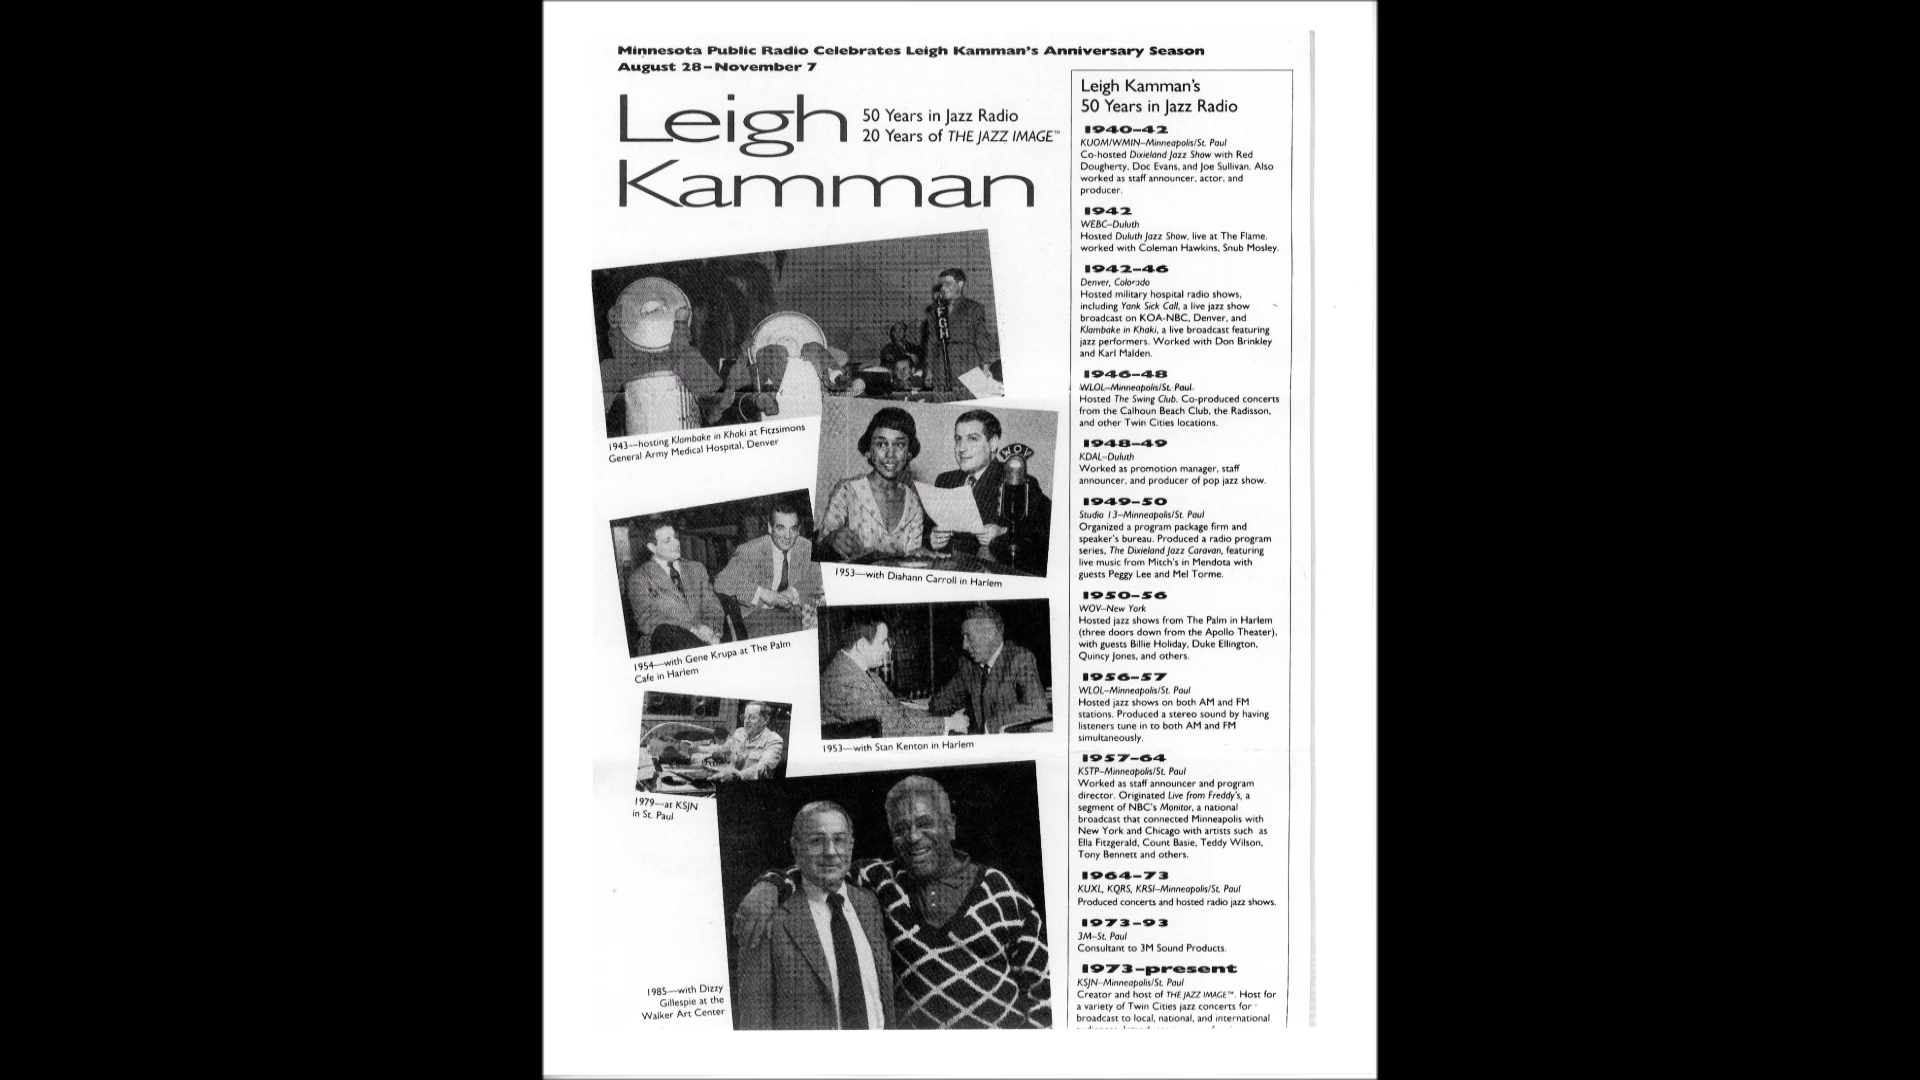 Minnesota Public Radio Celebrates Leigh Kamman's Anniversary Season
August 28–November 7
Leigh
Kamman
50 Years in Jazz Radio
20 Years of THE JAZZ IMAGE™
FGH
1943—hosting Klambake in Khaki at Fitzsimons
General Army Medical Hospital, Denver
WOV
1953—with Diahann Carroll in Harlem
1954—with Gene Krupa at The Palm
Cafe in Harlem
1953—with Stan Kenton in Harlem
1979—at KSJN
in St. Paul
1985—with Dizzy
Gillespie at the
Walker Art Center
Leigh Kamman's
50 Years in Jazz Radio
1940–42
KUOM/WMIN–Minneapolis/St. Paul
Co-hosted Dixieland Jazz Show with Red
Dougherty, Doc Evans, and Joe Sullivan. Also
worked as staff announcer, actor, and
producer.
1942
WEBC–Duluth
Hosted Duluth Jazz Show, live at The Flame.
worked with Coleman Hawkins, Snub Mosley.
1942–46
Denver, Colorado
Hosted military hospital radio shows,
including Yank Sick Call, a live jazz show
broadcast on KOA-NBC, Denver, and
Klambake in Khaki, a live broadcast featuring
jazz performers. Worked with Don Brinkley
and Karl Malden.
1946–48
WLOL–Minneapolis/St. Paul
Hosted The Swing Club. Co-produced concerts
from the Calhoun Beach Club, the Radisson,
and other Twin Cities locations.
1948–49
KDAL–Duluth
Worked as promotion manager, staff
announcer, and producer of pop jazz show.
1949–50
Studio 13–Minneapolis/St. Paul
Organized a program package firm and
speaker's bureau. Produced a radio program
series, The Dixieland Jazz Caravan, featuring
live music from Mitch's in Mendota with
guests Peggy Lee and Mel Torme.
1950–56
WOV–New York
Hosted jazz shows from The Palm in Harlem
(three doors down from the Apollo Theater),
with guests Billie Holiday, Duke Ellington,
Quincy Jones, and others.
1956–57
WLOL–Minneapolis/St. Paul
Hosted jazz shows on both AM and FM
stations. Produced a stereo sound by having
listeners tune in to both AM and FM
simultaneously.
1957–64
KSTP–Minneapolis/St. Paul
Worked as staff announcer and program
director. Originated Live from Freddy's, a
segment of NBC's Monitor, a national
broadcast that connected Minneapolis with
New York and Chicago with artists such as
Ella Fitzgerald, Count Basie, Teddy Wilson,
Tony Bennett and others.
1964–73
KUXL, KQRS, KRSI–Minneapolis/St. Paul
Produced concerts and hosted radio jazz shows.
1973–93
3M–St. Paul
Consultant to 3M Sound Products.
1973–present
KSJN–Minneapolis/St. Paul
Creator and host of THE JAZZ IMAGE™. Host for
a variety of Twin Cities jazz concerts for
broadcast to local, national, and international